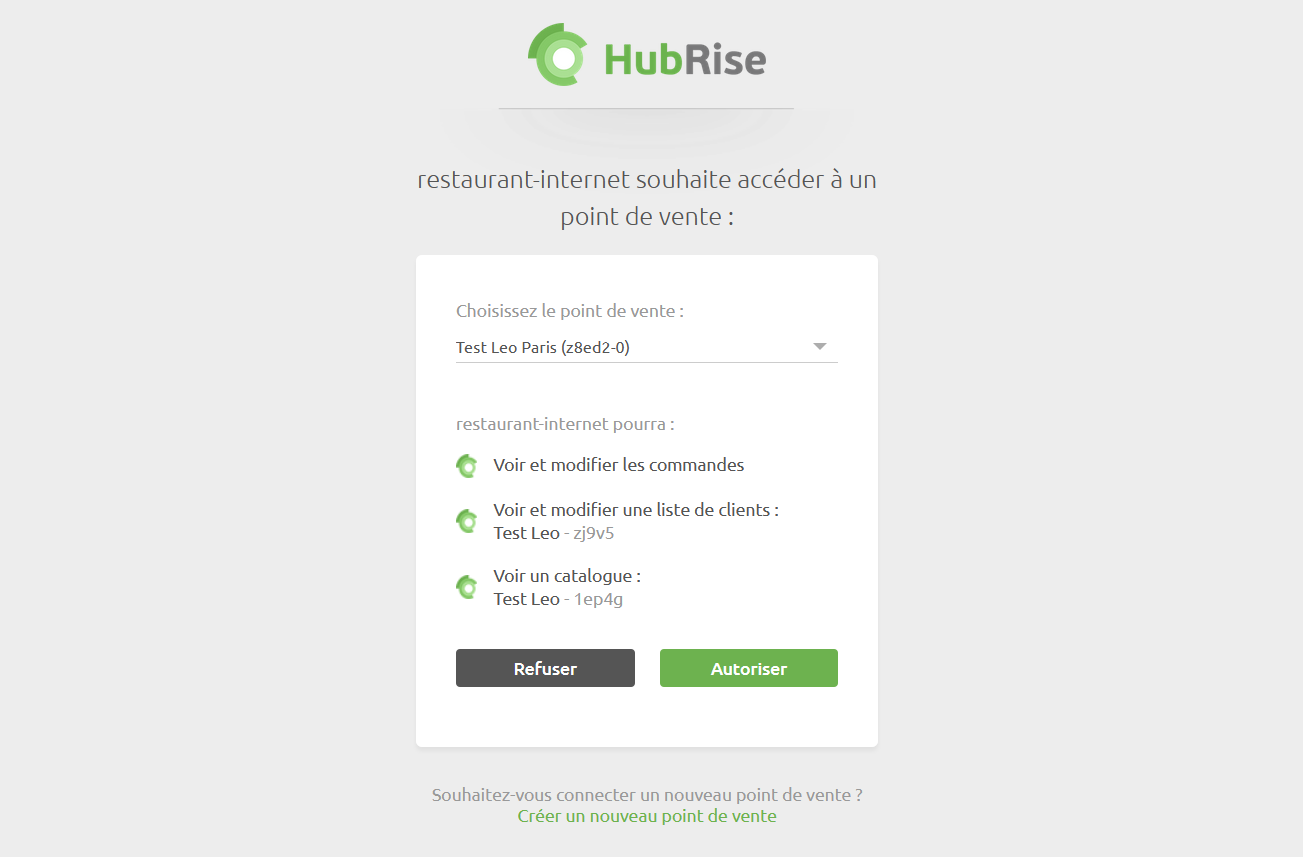 HubRise
restaurant-internet souhaite accéder à un
point de vente :
Choisissez le point de vente :
Test Leo Paris (z8ed2-0)
restaurant-internet pourra :
Voir et modifier les commandes
Voir et modifier une liste de clients :
Test Leo - zj9v5
Voir un catalogue :
Test Leo - 1ep4g
Refuser
Autoriser
Souhaitez-vous connecter un nouveau point de vente ?
Créer un nouveau point de vente